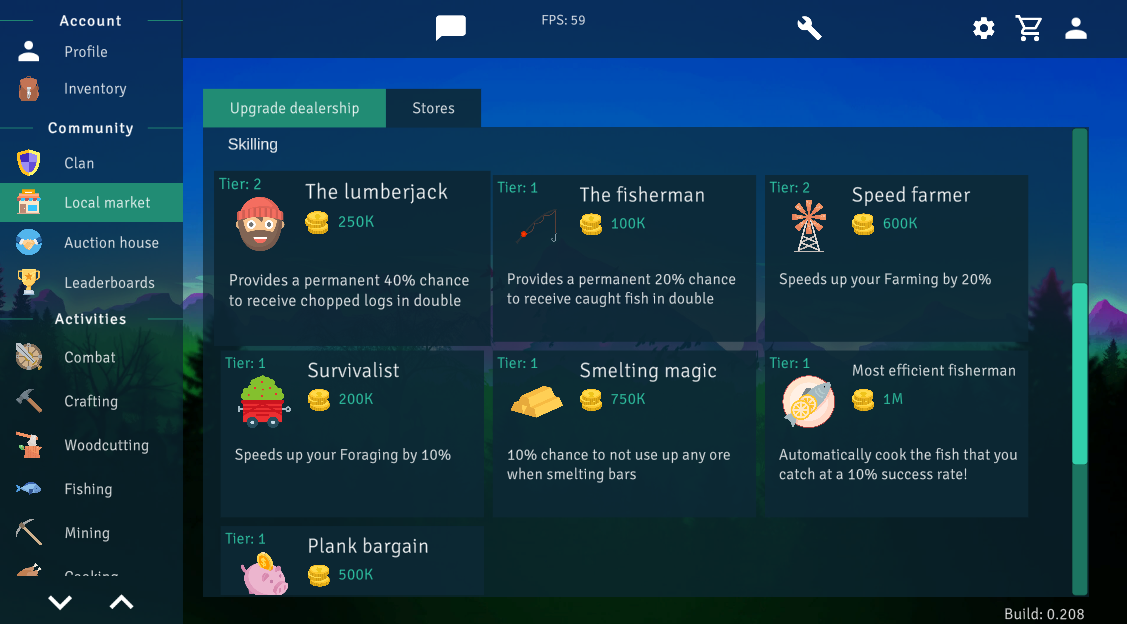 Account
Profile
Inventory
Community
Clan
Local market
Auction house
Leaderboards
Activities
Combat
Crafting
Woodcutting
Fishing
Mining
Cooking
FPS: 59
Upgrade dealership
Stores
Skilling
Tier: 2
The lumberjack
250K
Provides a permanent 40% chance
to receive chopped logs in double
Tier: 1
The fisherman
100K
Provides a permanent 20% chance
to receive caught fish in double
Tier: 2
Speed farmer
600K
Speeds up your Farming by 20%
Tier: 1
Survivalist
200K
Speeds up your Foraging by 10%
Tier: 1
Smelting magic
750K
10% chance to not use up any ore
when smelting bars
Tier: 1
Most efficient fisherman
1M
Automatically cook the fish that you
catch at a 10% success rate!
Tier: 1
Plank bargain
500K
Build: 0.208